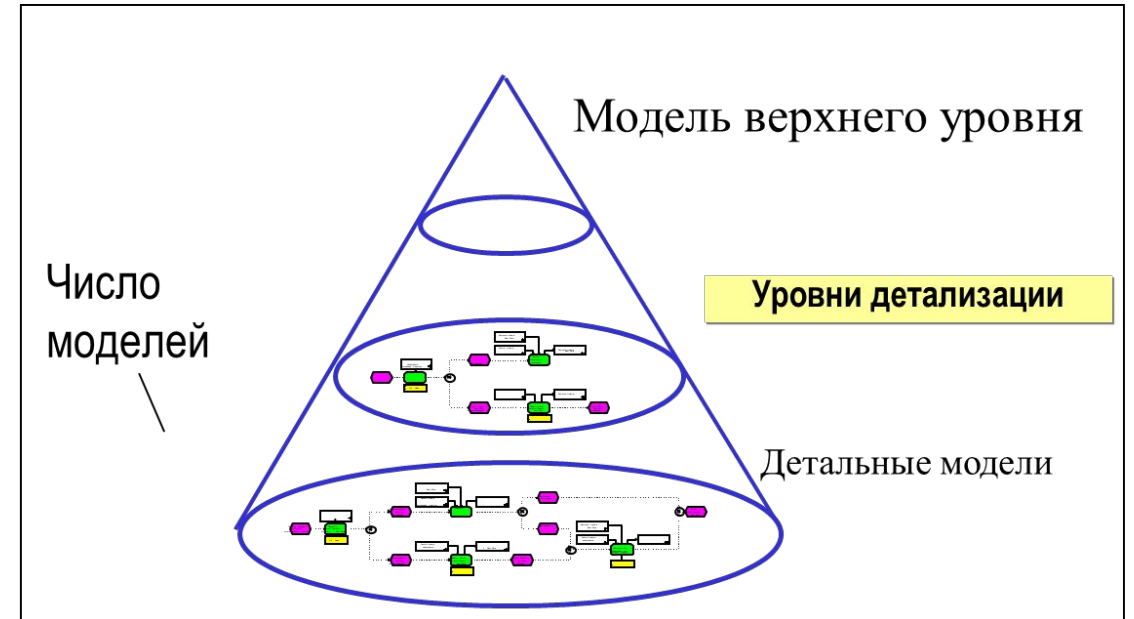 Модель верхнего уровня
Число
моделей
Уровни детализации
Детальные модели